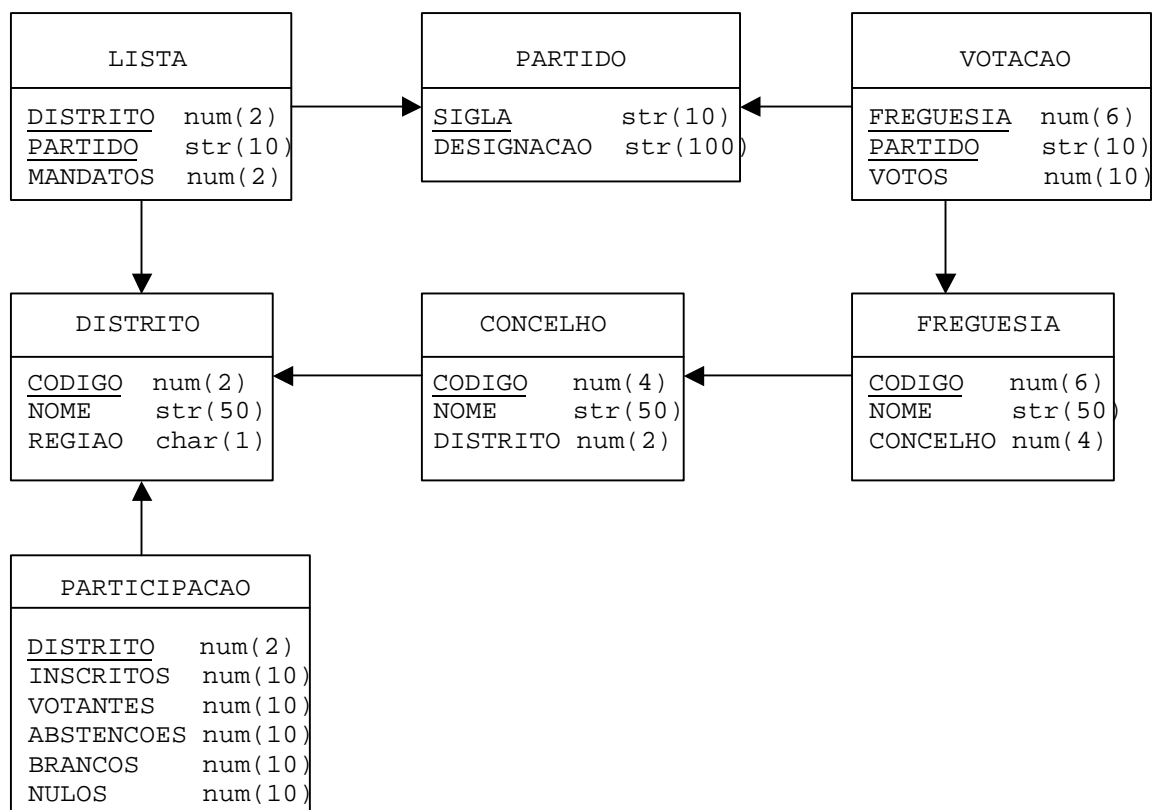 LISTA
DISTRITO num(2)
PARTIDO str(10)
MANDATOS num(2)
PARTIDO
SIGLA str(10)
DESIGNACAO str(100)
VOTACAO
FREGUESIA num(6)
PARTIDO str(10)
VOTOS num(10)
DISTRITO
CODIGO num(2)
NOME str(50)
REGIAO char(1)
CONCELHO
CODIGO num(4)
NOME str(50)
DISTRITO num(2)
FREGUESIA
CODIGO num(6)
NOME str(50)
CONCELHO num(4)
PARTICIPACAO
DISTRITO num(2)
INSCRITOS num(10)
VOTANTES num(10)
ABSTENCOES num(10)
BRANCOS num(10)
NULOS num(10)